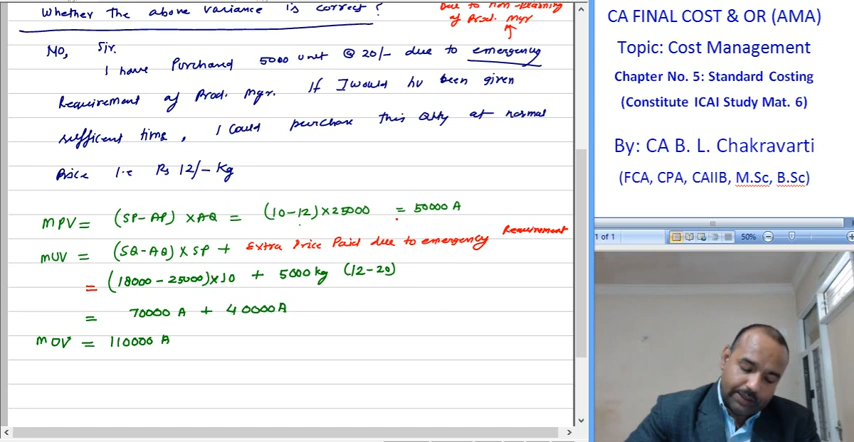 Whether the above variance is correct?
Due to non-planning
of Prod. Mgr
No, Sir.
I have Purchased 5000 unit @ 20/- due to emergency
Requirement of Prod. Mgr. If I would hv been given
sufficient time, I could purchase this Qty at normal
Price i.e Rs 12/- Kg
MPV = (SP-AP) x AQ = (10-12) x 25000 = 50000 A
MUV = (SQ-AQ) x SP + Extra Price Paid due to emergency Requirement
= (18000-25000) x 10 + 5000 kg (12-20)
= 70000 A + 40000 A
MUV = 110000 A
1 of 1
50%
CA FINAL COST & OR (AMA)
Topic: Cost Management
Chapter No. 5: Standard Costing
(Constitute ICAI Study Mat. 6)
By: CA B. L. Chakravarti
(FCA, CPA, CAIIB, M.Sc, B.Sc)